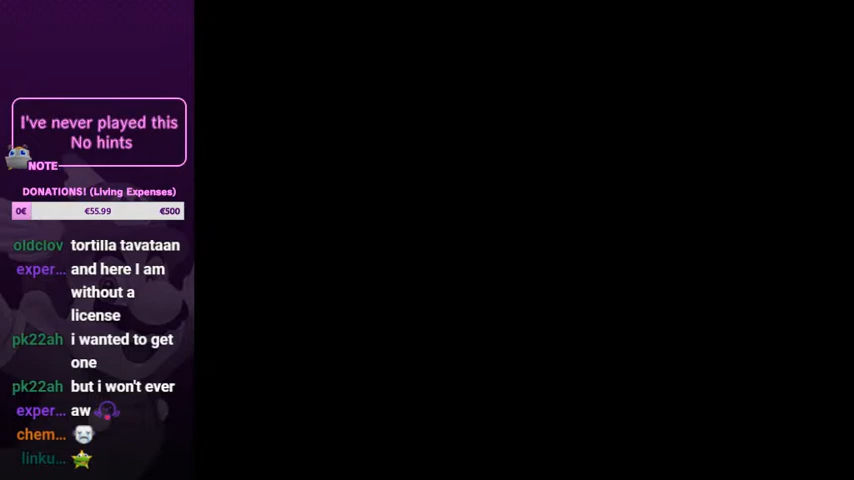 I've never played this
No hints
NOTE
DONATIONS! (Living Expenses)
0€ €55.99 €500
oldclov tortilla tavataan
exper... and here I am
without a
license
pk22ah i wanted to get
one
pk22ah but i won't ever
exper... aw
chem...
linku...